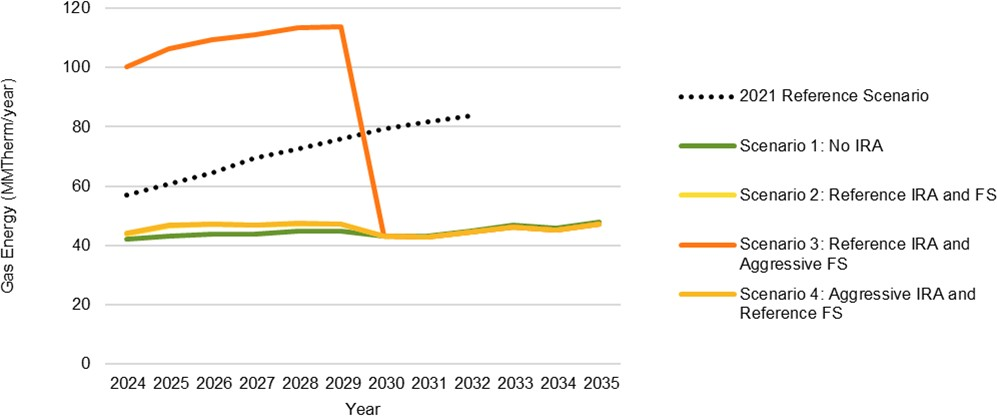 120
100
80
60
40
20
0
Gas Energy (MMTherm/year)
2024 2025 2026 2027 2028 2029 2030 2031 2032 2033 2034 2035
Year
2021 Reference Scenario
Scenario 1: No IRA
Scenario 2: Reference IRA and FS
Scenario 3: Reference IRA and
Aggressive FS
Scenario 4: Aggressive IRA and
Reference FS